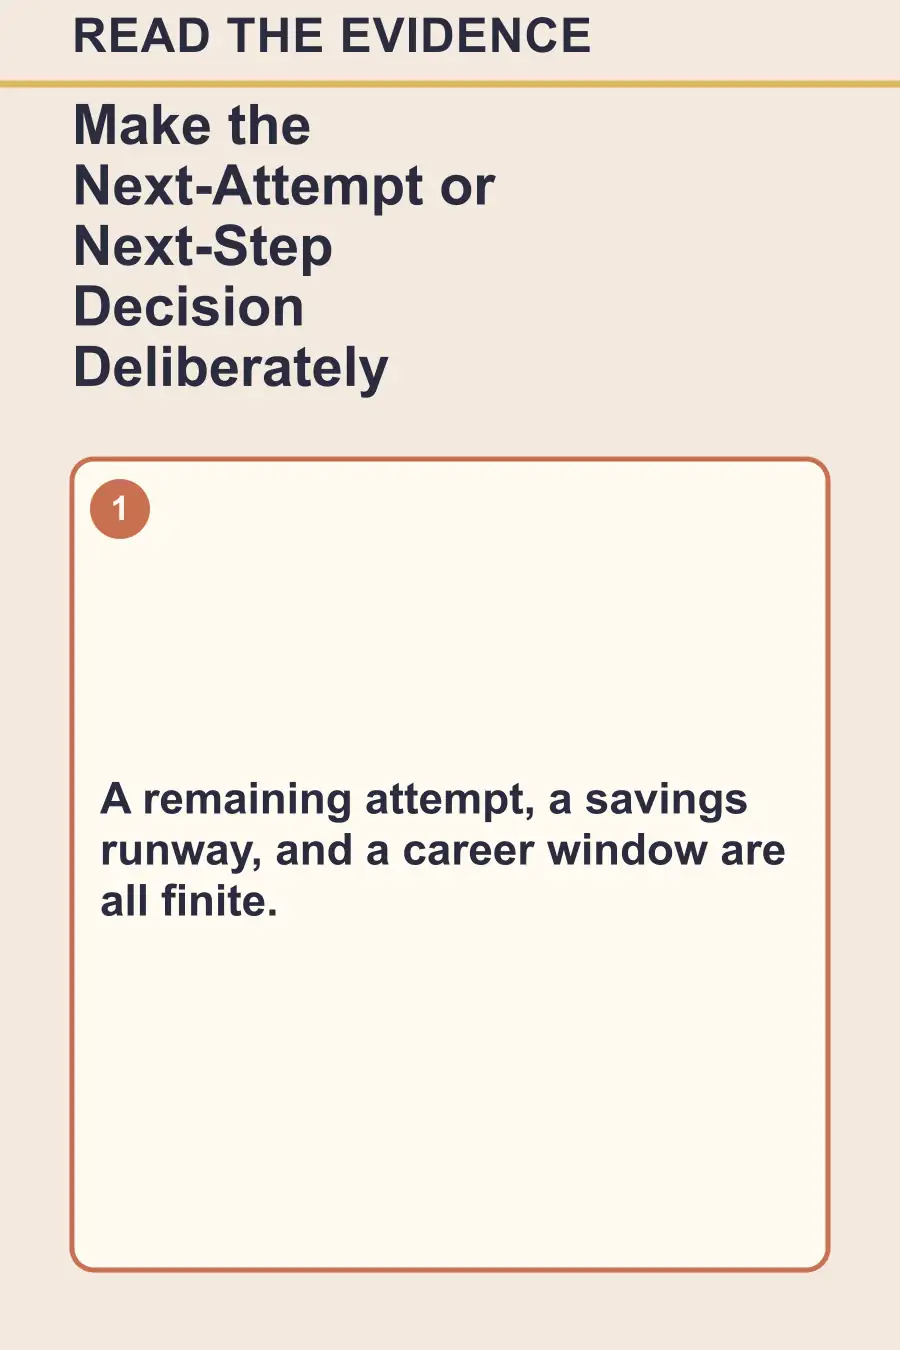 READ THE EVIDENCE
Make the
Next-Attempt or
Next-Step
Decision
Deliberately
1
A remaining attempt, a savings
runway, and a career window are
all finite.